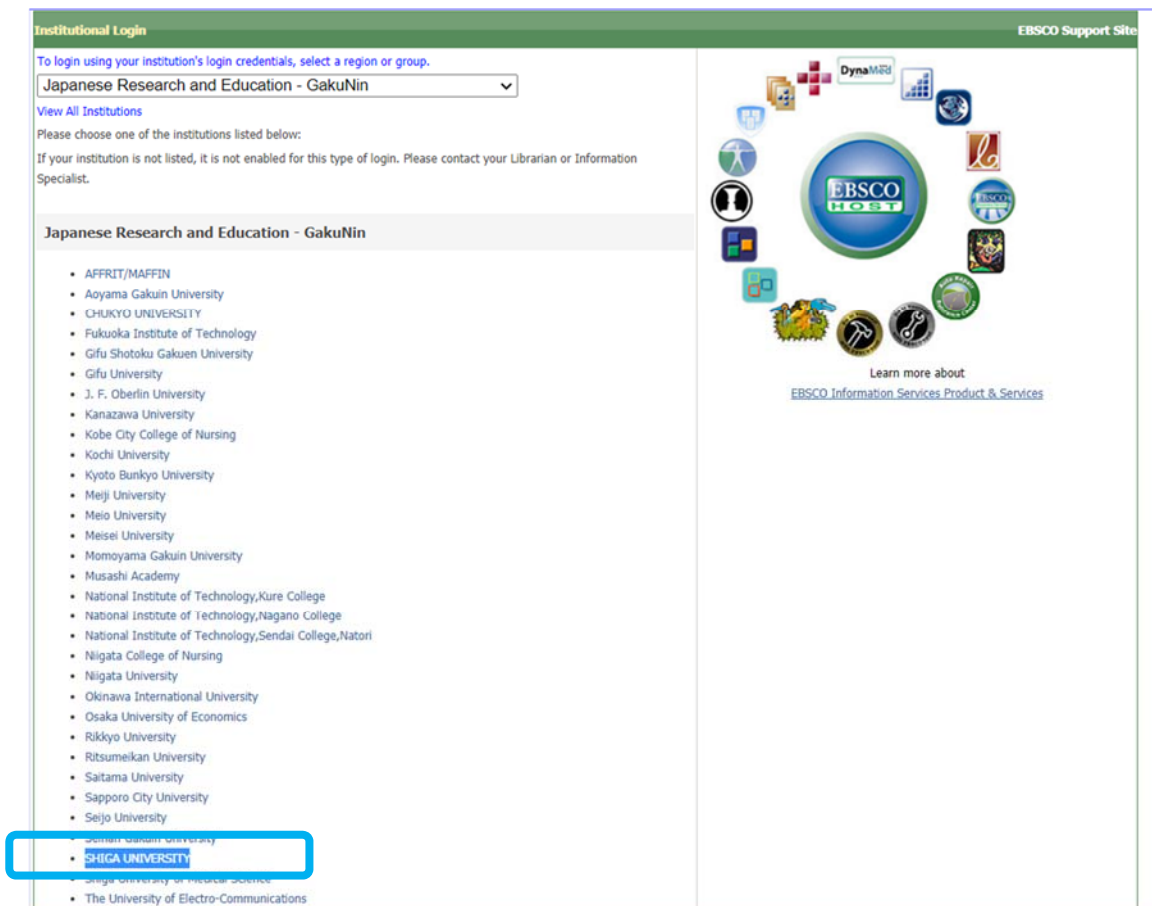 Institutional Login
EBSCO Support Site
To login using your institution's login credentials, select a region or group.
Japanese Research and Education - GakuNin
View All Institutions
Please choose one of the institutions listed below:
If your institution is not listed, it is not enabled for this type of login. Please contact your Librarian or Information
Specialist.
Japanese Research and Education - GakuNin
AFFRIT/MAFFIN
Aoyama Gakuin University
CHUKYO UNIVERSITY
Fukuoka Institute of Technology
Gifu Shotoku Gakuen University
Gifu University
J. F. Oberlin University
Kanazawa University
Kobe City College of Nursing
Kochi University
Kyoto Bunkyo University
Meiji University
Meio University
Meisei University
Momoyama Gakuin University
Musashi Academy
National Institute of Technology,Kure College
National Institute of Technology,Nagano College
National Institute of Technology,Sendai College,Natori
Niigata College of Nursing
Niigata University
Okinawa International University
Osaka University of Economics
Rikkyo University
Ritsumeikan University
Saitama University
Sapporo City University
Seijo University
Seinan Gakuin University
SHIGA UNIVERSITY
Shiga University of Medical Science
The University of Electro-Communications
DynaMed
EBSCO
HOST
Learn more about
EBSCO Information Services Product & Services